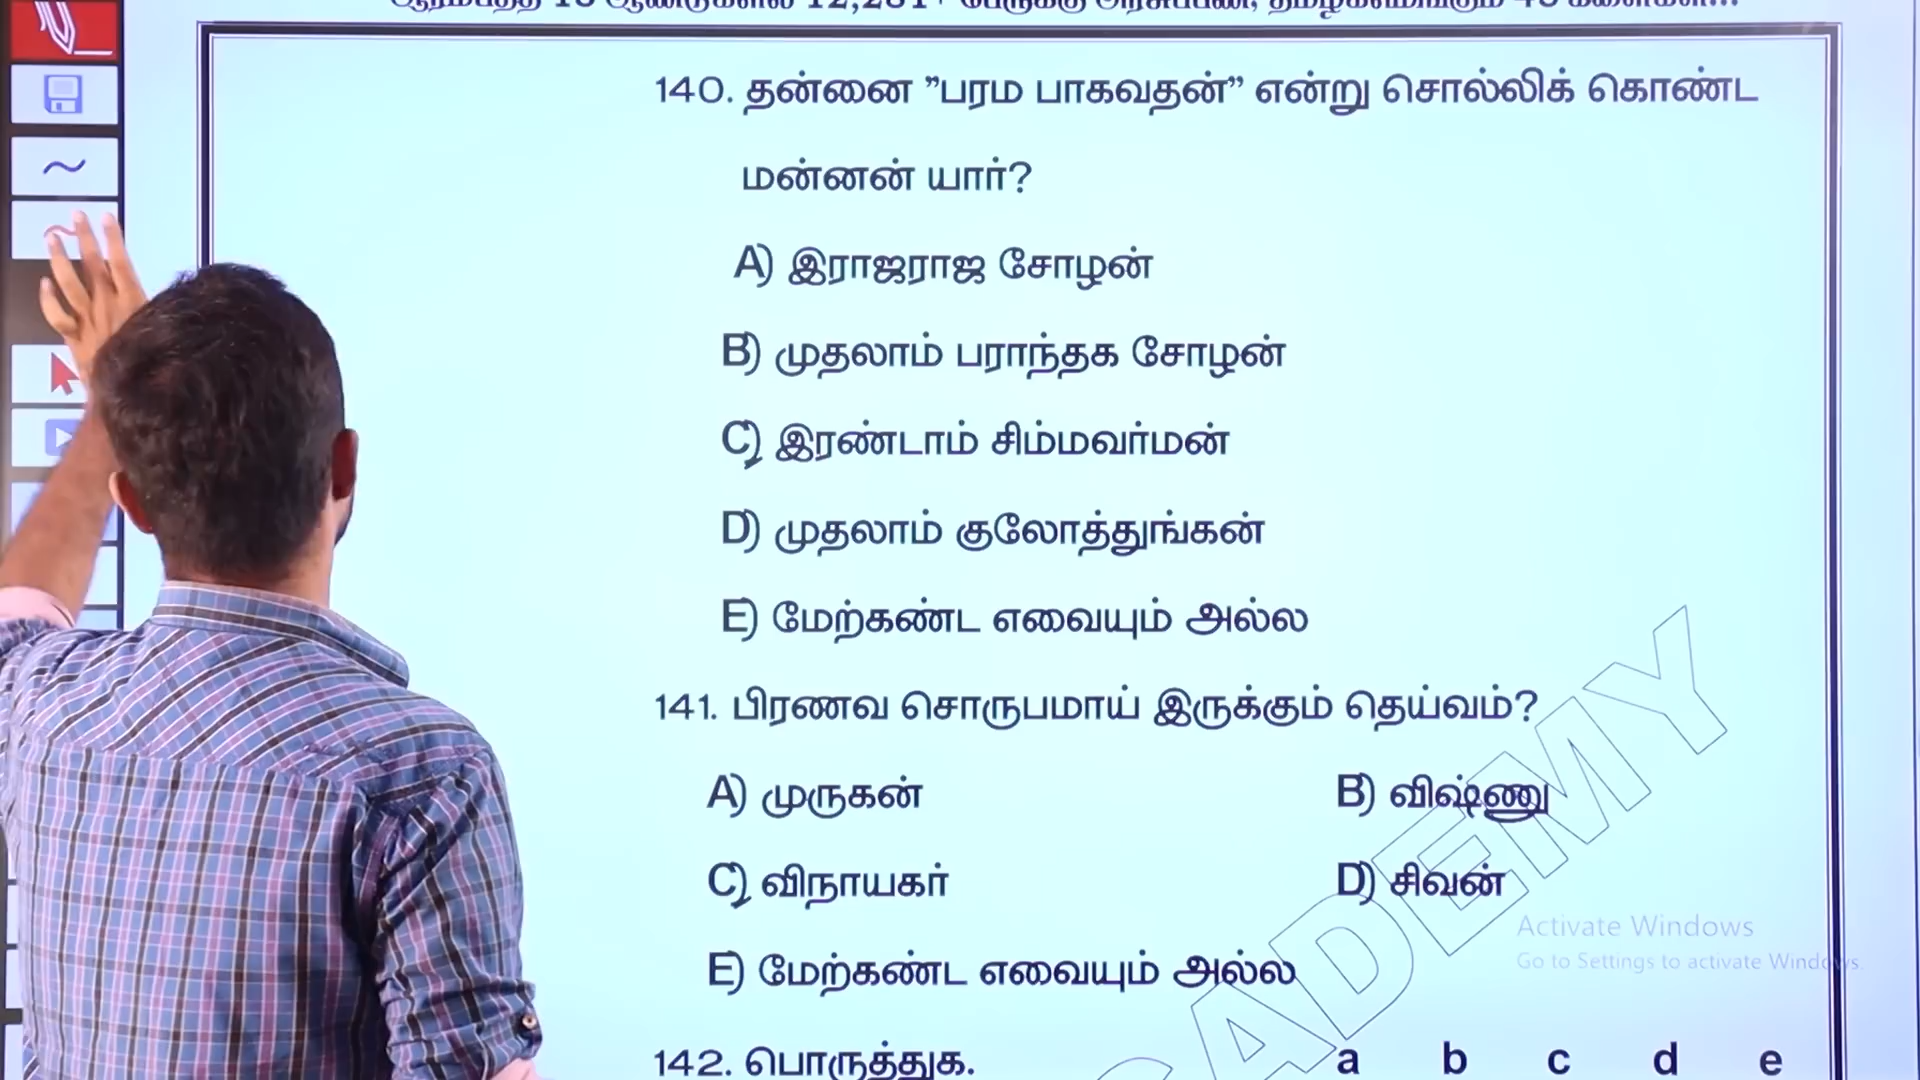 140. தன்னை ”பரம பாகவதன்” என்று சொல்லிக் கொண்ட
மன்னன் யார்?
A) இராஜராஜ சோழன்
B) முதலாம் பராந்தக சோழன்
C) இரண்டாம் சிம்மவர்மன்
D) முதலாம் குலோத்துங்கன்
E) மேற்கண்ட எவையும் அல்ல
141. பிரணவ சொருபமாய் இருக்கும் தெய்வம்?
A) முருகன் B) விஷ்ணு
C) விநாயகர் D) சிவன்
E) மேற்கண்ட எவையும் அல்ல
142. பொருத்துக. a b c d e
Activate Windows
Go to Settings to activate Windows.